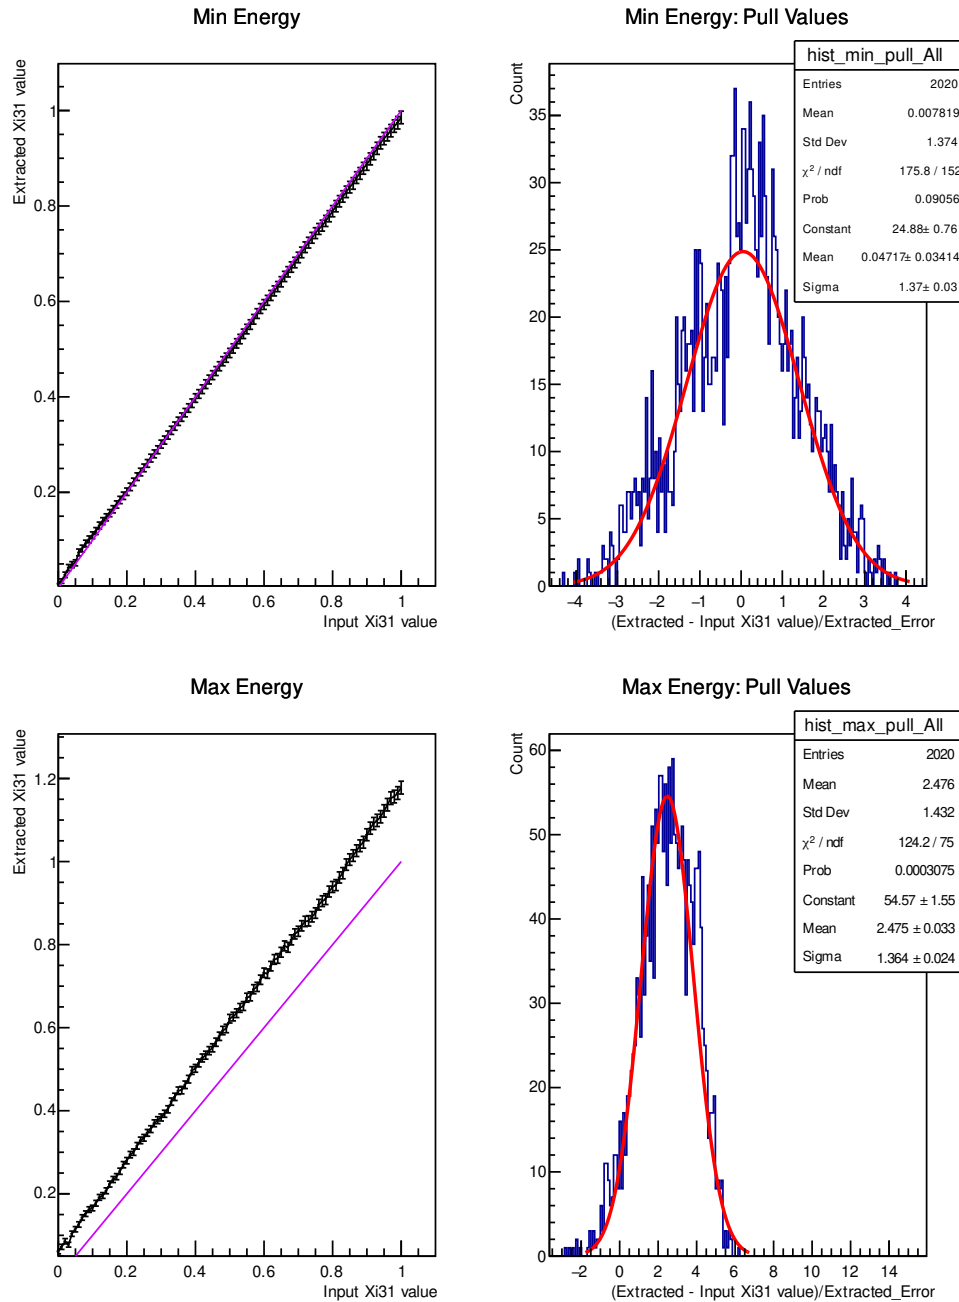 Min Energy
Extracted Xi31 value
1
0.8
0.6
0.4
0.2
0 0.2 0.4 0.6 0.8 1
Input Xi31 value
Min Energy: Pull Values
Count
35
30
25
20
15
10
5
0
−4 −3 −2 −1 0 1 2 3 4
(Extracted - Input Xi31 value)/Extracted_Error
hist_min_pull_All
Entries 2020
Mean 0.007819
Std Dev 1.374
χ² / ndf 175.8 / 152
Prob 0.09056
Constant 24.88± 0.76
Mean 0.04717± 0.03414
Sigma 1.37± 0.03
Max Energy
Extracted Xi31 value
1.2
1
0.8
0.6
0.4
0.2
0 0.2 0.4 0.6 0.8 1
Input Xi31 value
Max Energy: Pull Values
Count
60
50
40
30
20
10
0
−2 0 2 4 6 8 10 12 14
(Extracted - Input Xi31 value)/Extracted_Error
hist_max_pull_All
Entries 2020
Mean 2.476
Std Dev 1.432
χ² / ndf 124.2 / 75
Prob 0.0003075
Constant 54.57 ± 1.55
Mean 2.475 ± 0.033
Sigma 1.364 ± 0.024